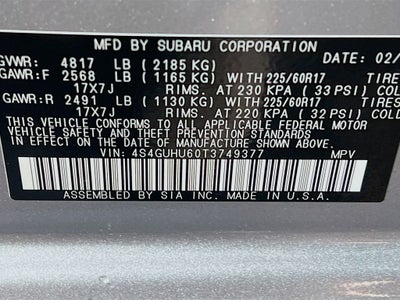 MFD BY SUBARU CORPORATION DATE: 02/
GVWR: 4817 LB (2185 KG)
GAWR:F 2568 LB (1165 KG) WITH 225/60R17 TIRE
17X7J RIMS,AT 230 KPA (33 PSI) COLD
GAWR:R 2491 LB (1130 KG) WITH 225/60R17 TIRE
17X7J RIMS,AT 220 KPA (32 PSI) COLD
THIS VEHICLE CONFORMS TO ALL APPLICABLE FEDERAL MOTOR
VEHICLE SAFETY AND THEFT PREVENTION STANDARDS
IN EFFECT ON THE DATE OF MANUFACTURE SHOWN ABOVE.
VIN: 4S4GUHU60T3749377 MPV
ASSEMBLED BY SIA INC. MADE IN U.S.A.